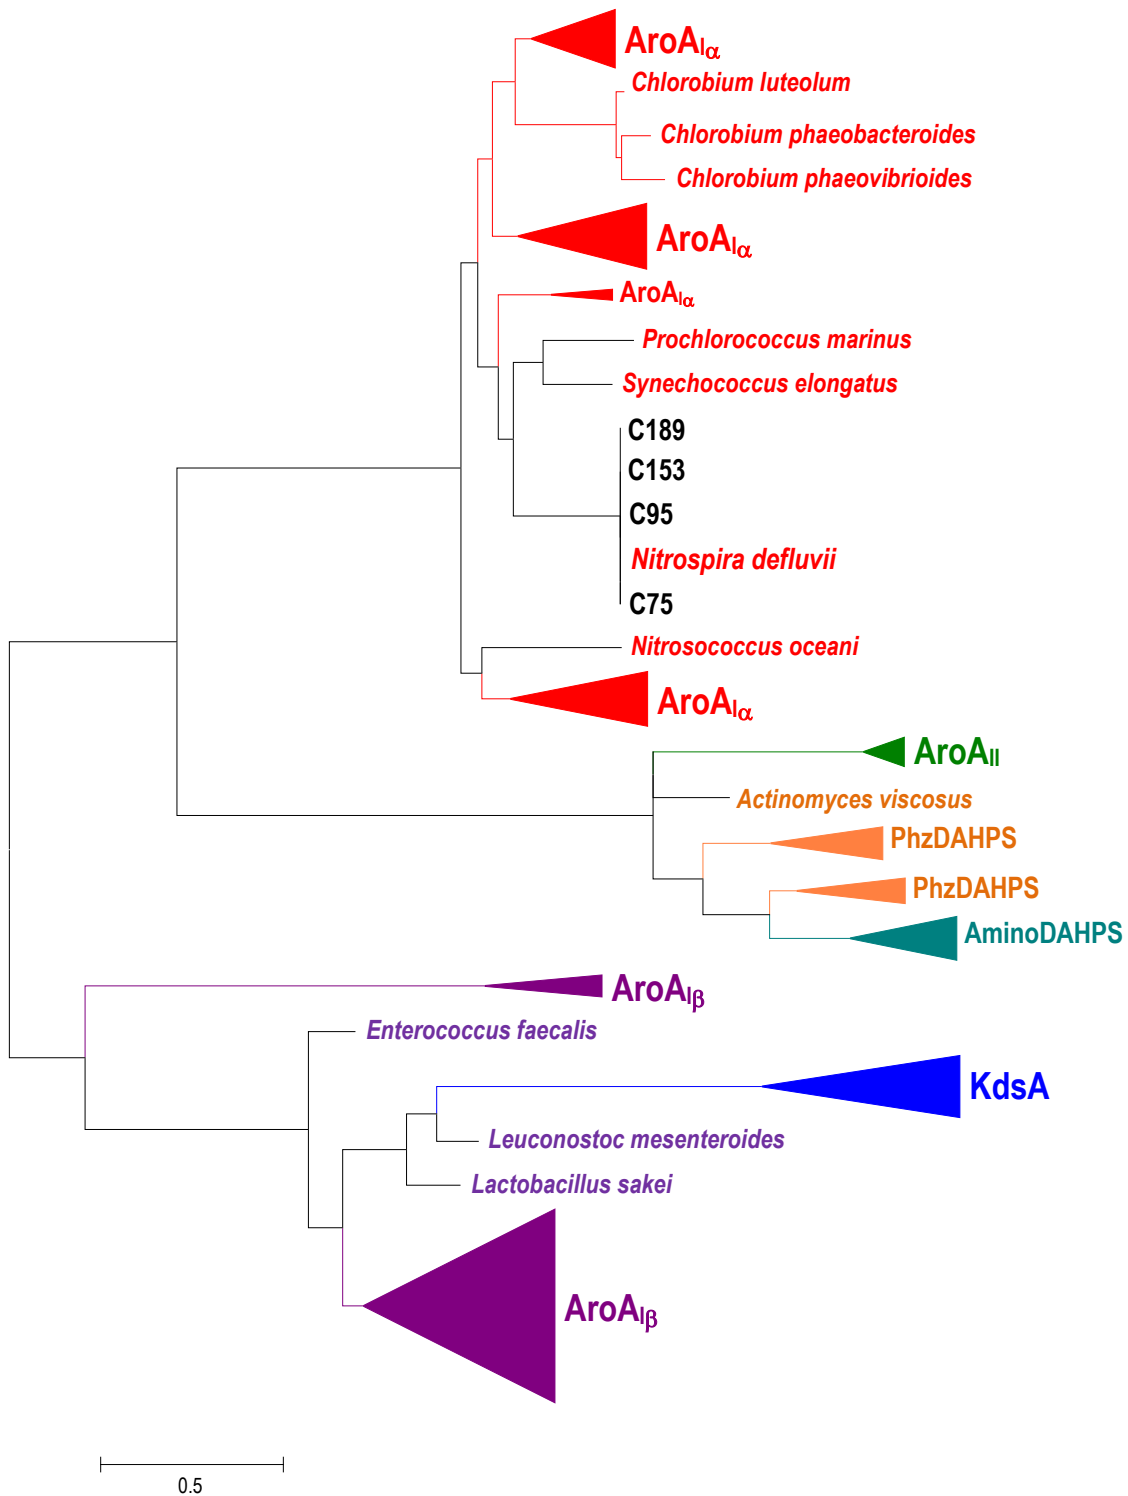 AroAIα
Chlorobium luteolum
Chlorobium phaeobacteroides
Chlorobium phaeovibrioides
AroAIα
AroAIα
Prochlorococcus marinus
Synechococcus elongatus
C189
C153
C95
Nitrospira defluvii
C75
Nitrosococcus oceani
AroAIα
AroAII
Actinomyces viscosus
PhzDAHPS
PhzDAHPS
AminoDAHPS
AroAIβ
Enterococcus faecalis
KdsA
Leuconostoc mesenteroides
Lactobacillus sakei
AroAIβ
0.5